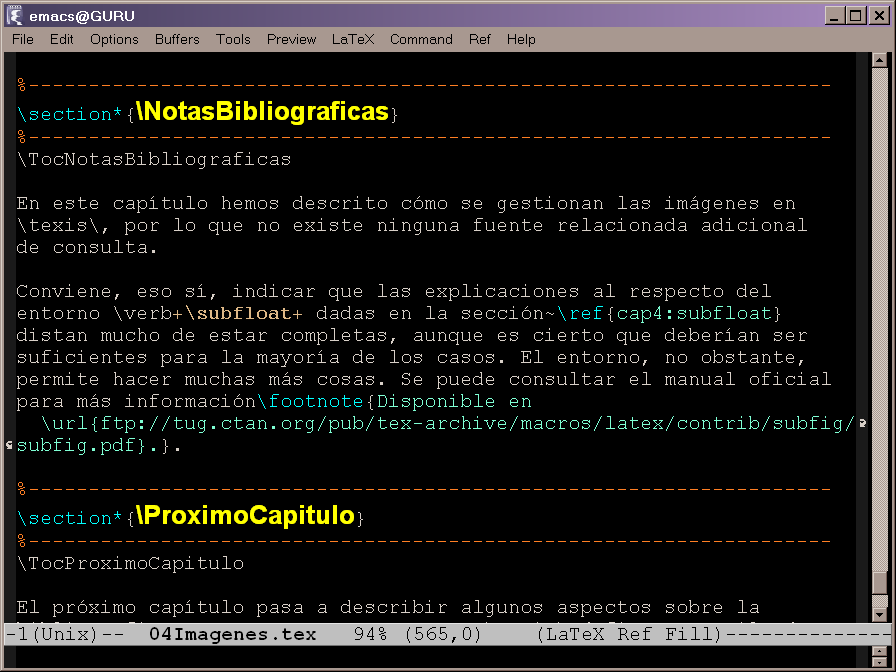 emacs@GURU
File Edit Options Buffers Tools Preview LaTeX Command Ref Help
%-------------------------------------------------------------------
\section*{\NotasBibliograficas}
%-------------------------------------------------------------------
\TocNotasBibliograficas
En este capítulo hemos descrito cómo se gestionan las imágenes en
\texis\, por lo que no existe ninguna fuente relacionada adicional
de consulta.
Conviene, eso sí, indicar que las explicaciones al respecto del
entorno \verb+\subfloat+ dadas en la sección~\ref{cap4:subfloat}
distan mucho de estar completas, aunque es cierto que deberían ser
suficientes para la mayoría de los casos. El entorno, no obstante,
permite hacer muchas más cosas. Se puede consultar el manual oficial
para más información\footnote{Disponible en
\url{ftp://tug.ctan.org/pub/tex-archive/macros/latex/contrib/subfig/
subfig.pdf}.}.
%-------------------------------------------------------------------
\section*{\ProximoCapitulo}
%-------------------------------------------------------------------
\TocProximoCapitulo
El próximo capítulo pasa a describir algunos aspectos sobre la
-1(Unix)-- 04Imagenes.tex 94% (565,0) (LaTeX Ref Fill)--------------